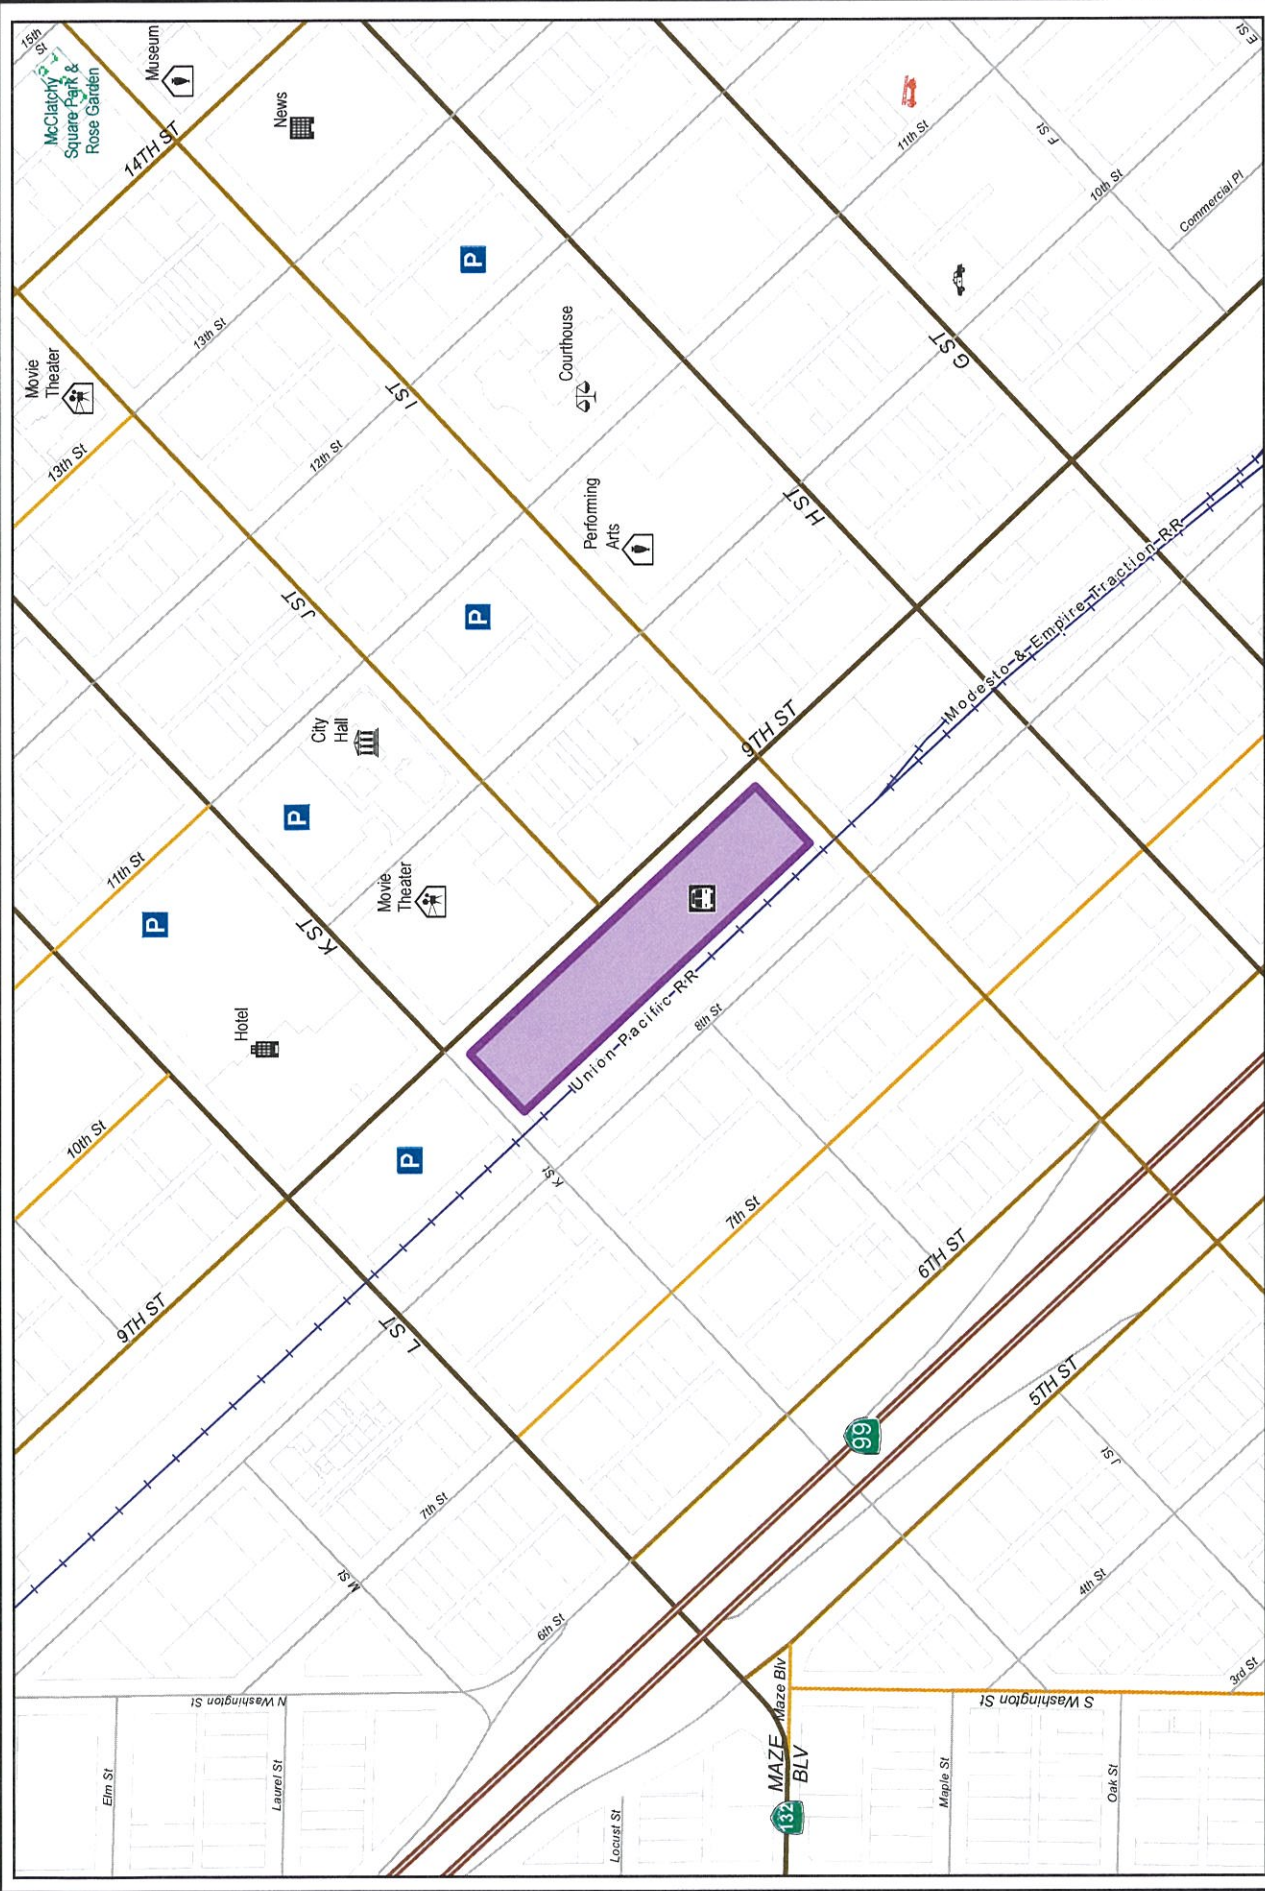 15th
St
McClatchy
Square Park &
Rose Garden
Museum
14TH ST
News
11th St
F St
E St
10th St
Commercial Pl
P
Movie
Theater
13th St
13th St
I ST
12th St
Courthouse
G ST
Performing
Arts
H ST
J ST
P
City
Hall
P
9TH ST
Modesto & Empire Traction RR
11th St
P
K ST
Movie
Theater
Hotel
Union Pacific RR
8th St
10th St
P
K St
7th St
6TH ST
9TH ST
L ST
5TH ST
99
J St
7th St
M St
4th St
6th St
3rd St
N Washington St
Maze Blv
S Washington St
Elm St
Laurel St
MAZE
BLV
Maple St
Oak St
Locust St
132